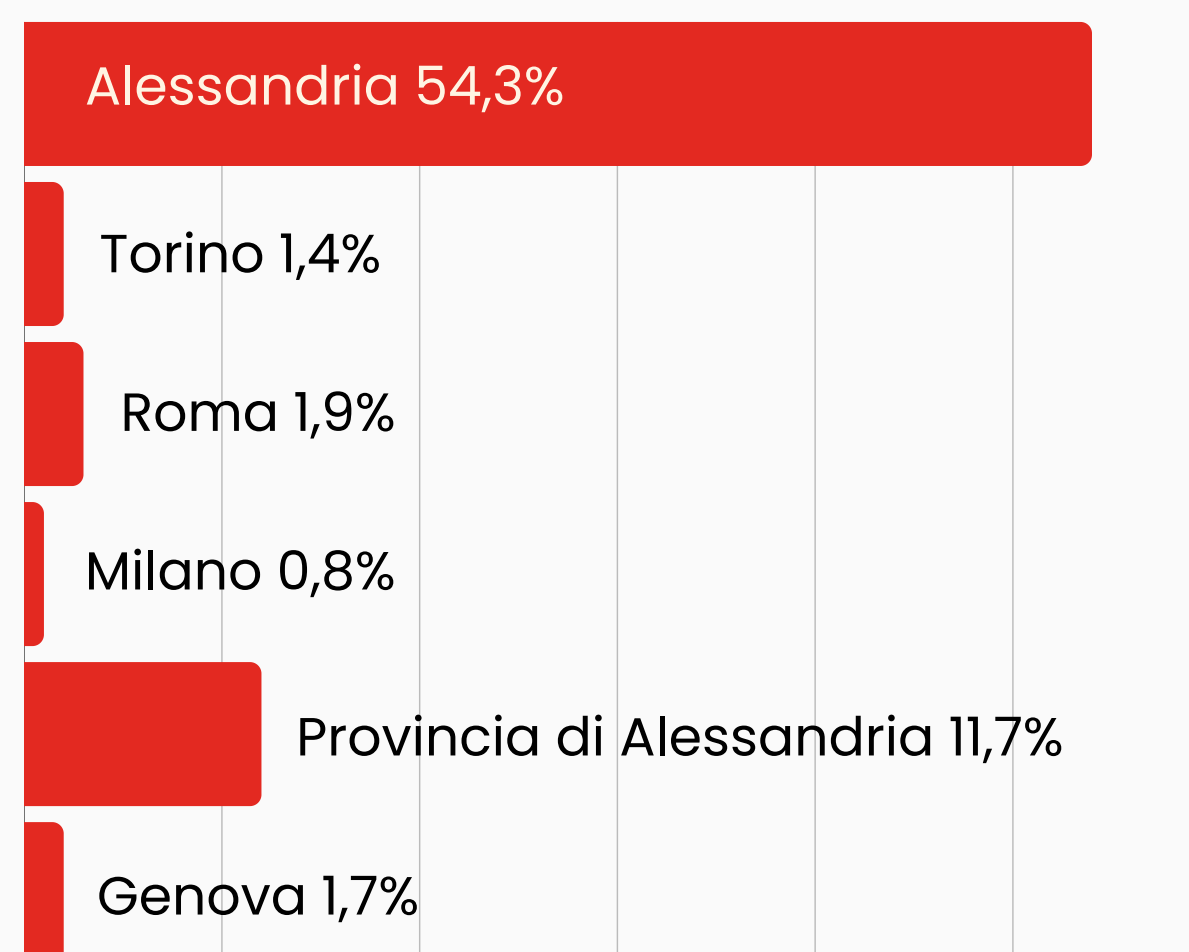 Alessandria 54,3%
Torino 1,4%
Roma 1,9%
Milano 0,8%
Provincia di Alessandria 11,7%
Genova 1,7%